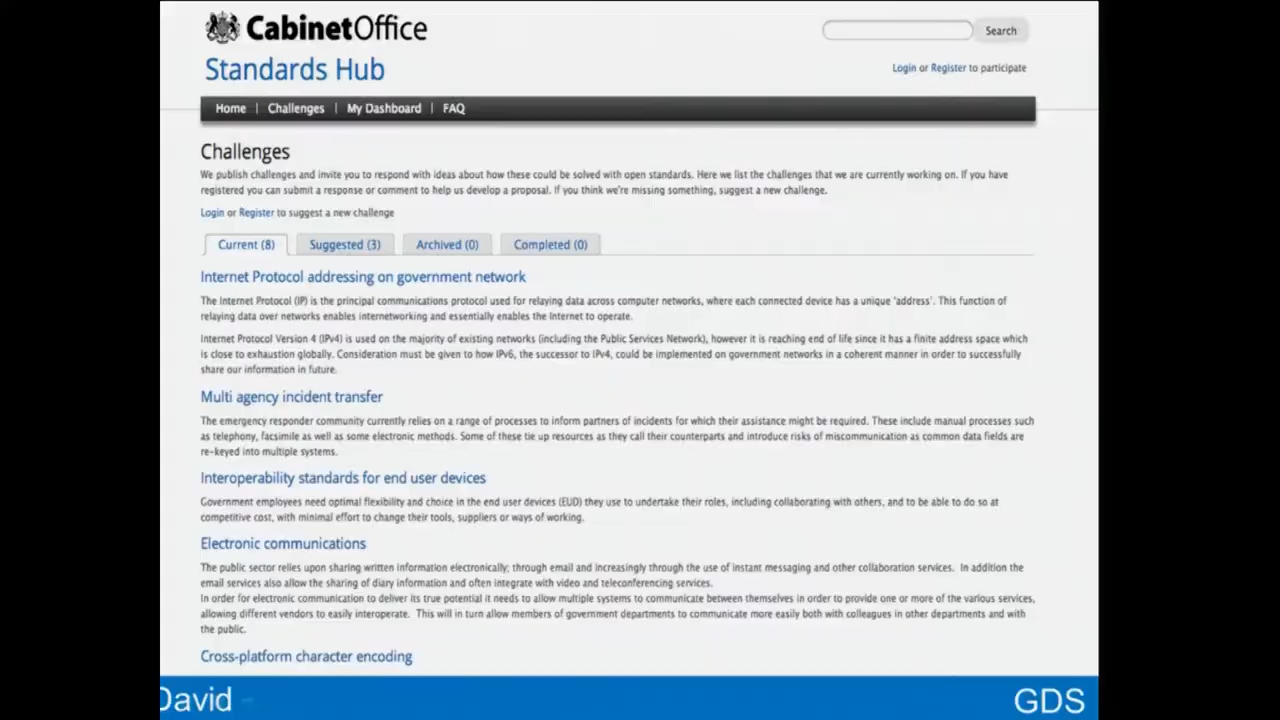 CabinetOffice
Search
Standards Hub
Login or Register to participate
Home | Challenges | My Dashboard | FAQ
Challenges
We publish challenges and invite you to respond with ideas about how these could be solved with open standards. Here we list the challenges that we are currently working on. If you have
registered you can submit a response or comment to help us develop a proposal. If you think we're missing something, suggest a new challenge.
Login or Register to suggest a new challenge
Current (8) Suggested (3) Archived (0) Completed (0)
Internet Protocol addressing on government network
The Internet Protocol (IP) is the principal communications protocol used for relaying data across computer networks, where each connected device has a unique 'address'. This function of
relaying data over networks enables internetworking and essentially enables the Internet to operate.
Internet Protocol Version 4 (IPv4) is used on the majority of existing networks (including the Public Services Network), however it is reaching end of life since it has a finite address space which
is close to exhaustion globally. Consideration must be given to how IPv6, the successor to IPv4, could be implemented on government networks in a coherent manner in order to successfully
share our information in future.
Multi agency incident transfer
The emergency responder community currently relies on a range of processes to inform partners of incidents for which their assistance might be required. These include manual processes such
as telephony, facsimile as well as some electronic methods. Some of these tie up resources as they call their counterparts and introduce risks of miscommunication as common data fields are
re-keyed into multiple systems.
Interoperability standards for end user devices
Government employees need optimal flexibility and choice in the end user devices (EUD) they use to undertake their roles, including collaborating with others, and to be able to do so at
competitive cost, with minimal effort to change their tools, suppliers or ways of working.
Electronic communications
The public sector relies upon sharing written information electronically; through email and increasingly through the use of instant messaging and other collaboration services. In addition the
email services also allow the sharing of diary information and often integrate with video and teleconferencing services.
In order for electronic communication to deliver its true potential it needs to allow multiple systems to communicate between themselves in order to provide one or more of the various services,
allowing different vendors to easily interoperate. This will in turn allow members of government departments to communicate more easily both with colleagues in other departments and with
the public.
Cross-platform character encoding
David -
GDS